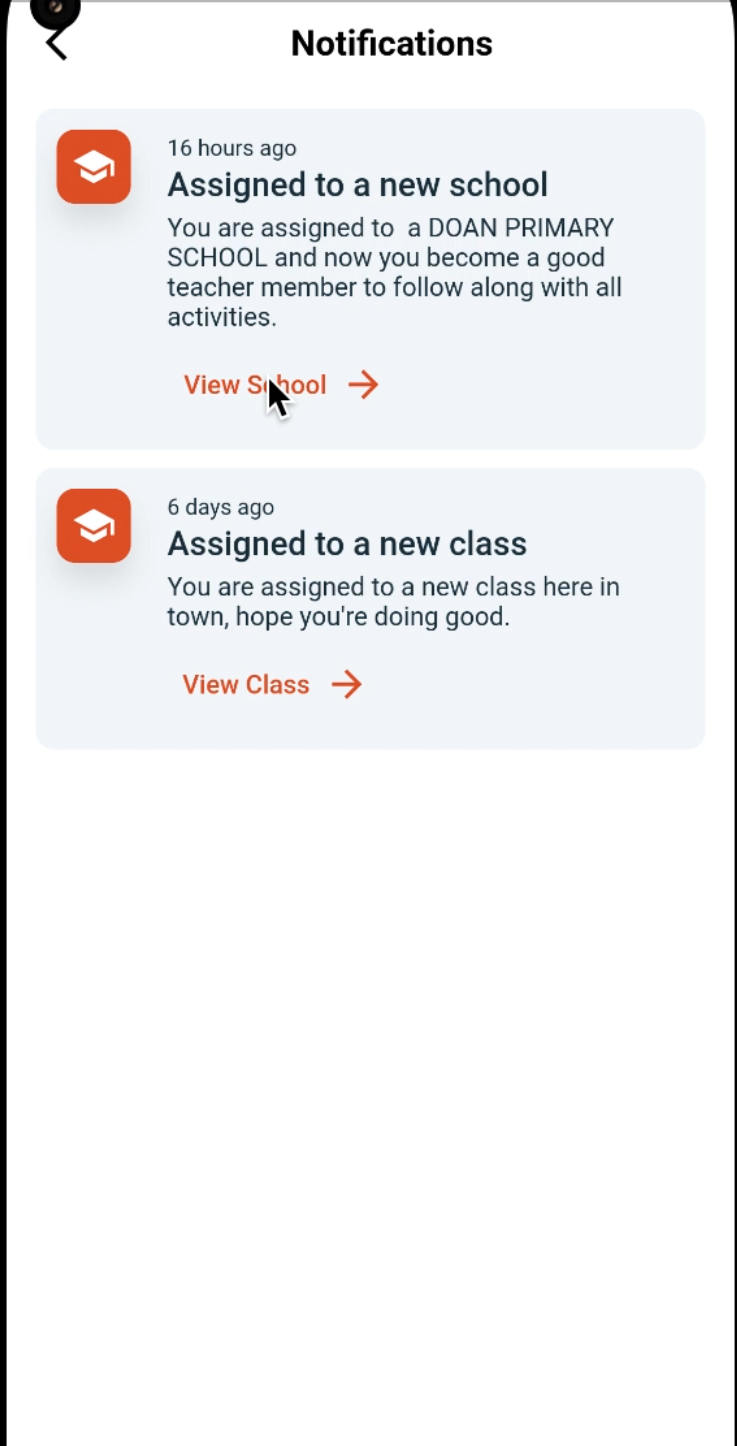 Notifications
16 hours ago
Assigned to a new school
You are assigned to  a DOAN PRIMARY
SCHOOL and now you become a good
teacher member to follow along with all
activities.
View School
6 days ago
Assigned to a new class
You are assigned to a new class here in
town, hope you're doing good.
View Class